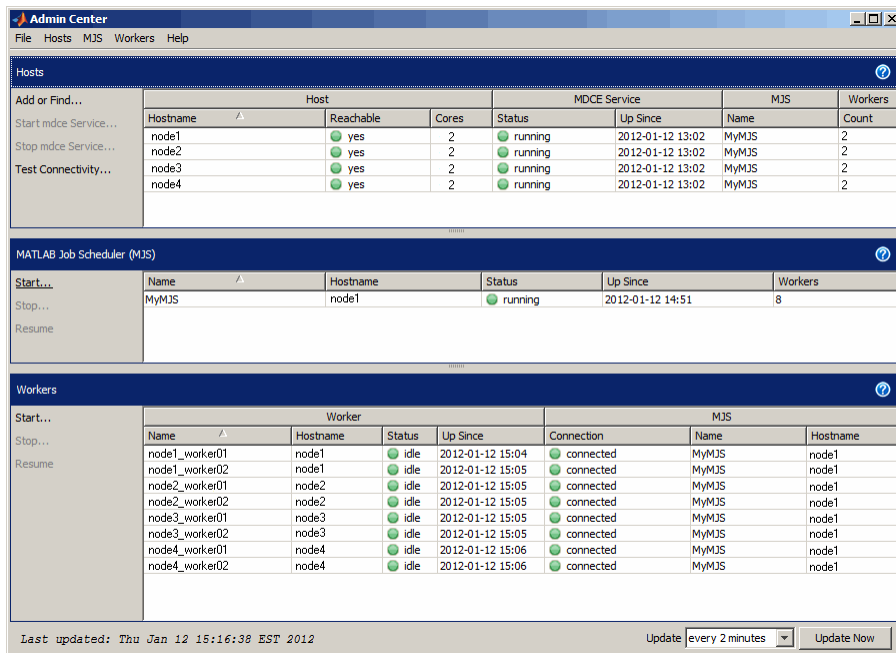 Admin Center
File Hosts MJS Workers Help
Hosts
Add or Find...
Start mdce Service...
Stop mdce Service...
Test Connectivity...
Host MDCE Service MJS Workers
Hostname Reachable Cores Status Up Since Name Count
node1 yes 2 running 2012-01-12 13:02 MyMJS 2
node2 yes 2 running 2012-01-12 13:02 MyMJS 2
node3 yes 2 running 2012-01-12 13:02 MyMJS 2
node4 yes 2 running 2012-01-12 13:02 MyMJS 2
MATLAB Job Scheduler (MJS)
Start...
Stop...
Resume
Name Hostname Status Up Since Workers
MyMJS node1 running 2012-01-12 14:51 8
Workers
Start...
Stop...
Resume
Worker MJS
Name Hostname Status Up Since Connection Name Hostname
node1_worker01 node1 idle 2012-01-12 15:04 connected MyMJS node1
node1_worker02 node1 idle 2012-01-12 15:05 connected MyMJS node1
node2_worker01 node2 idle 2012-01-12 15:05 connected MyMJS node1
node2_worker02 node2 idle 2012-01-12 15:05 connected MyMJS node1
node3_worker01 node3 idle 2012-01-12 15:05 connected MyMJS node1
node3_worker02 node3 idle 2012-01-12 15:05 connected MyMJS node1
node4_worker01 node4 idle 2012-01-12 15:06 connected MyMJS node1
node4_worker02 node4 idle 2012-01-12 15:06 connected MyMJS node1
Last updated: Thu Jan 12 15:16:38 EST 2012
Update every 2 minutes Update Now